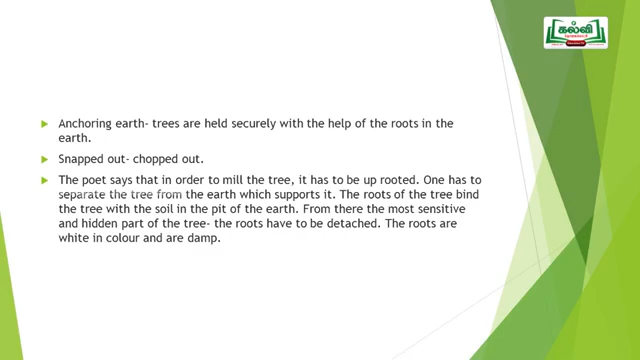 கல்வி
Anchoring earth- trees are held securely with the help of the roots in the
earth.
Snapped out- chopped out.
The poet says that in order to mill the tree, it has to be up rooted. One has to
separate the tree from the earth which supports it. The roots of the tree bind
the tree with the soil in the pit of the earth. From there the most sensitive
and hidden part of the tree- the roots have to be detached. The roots are
white in colour and are damp.